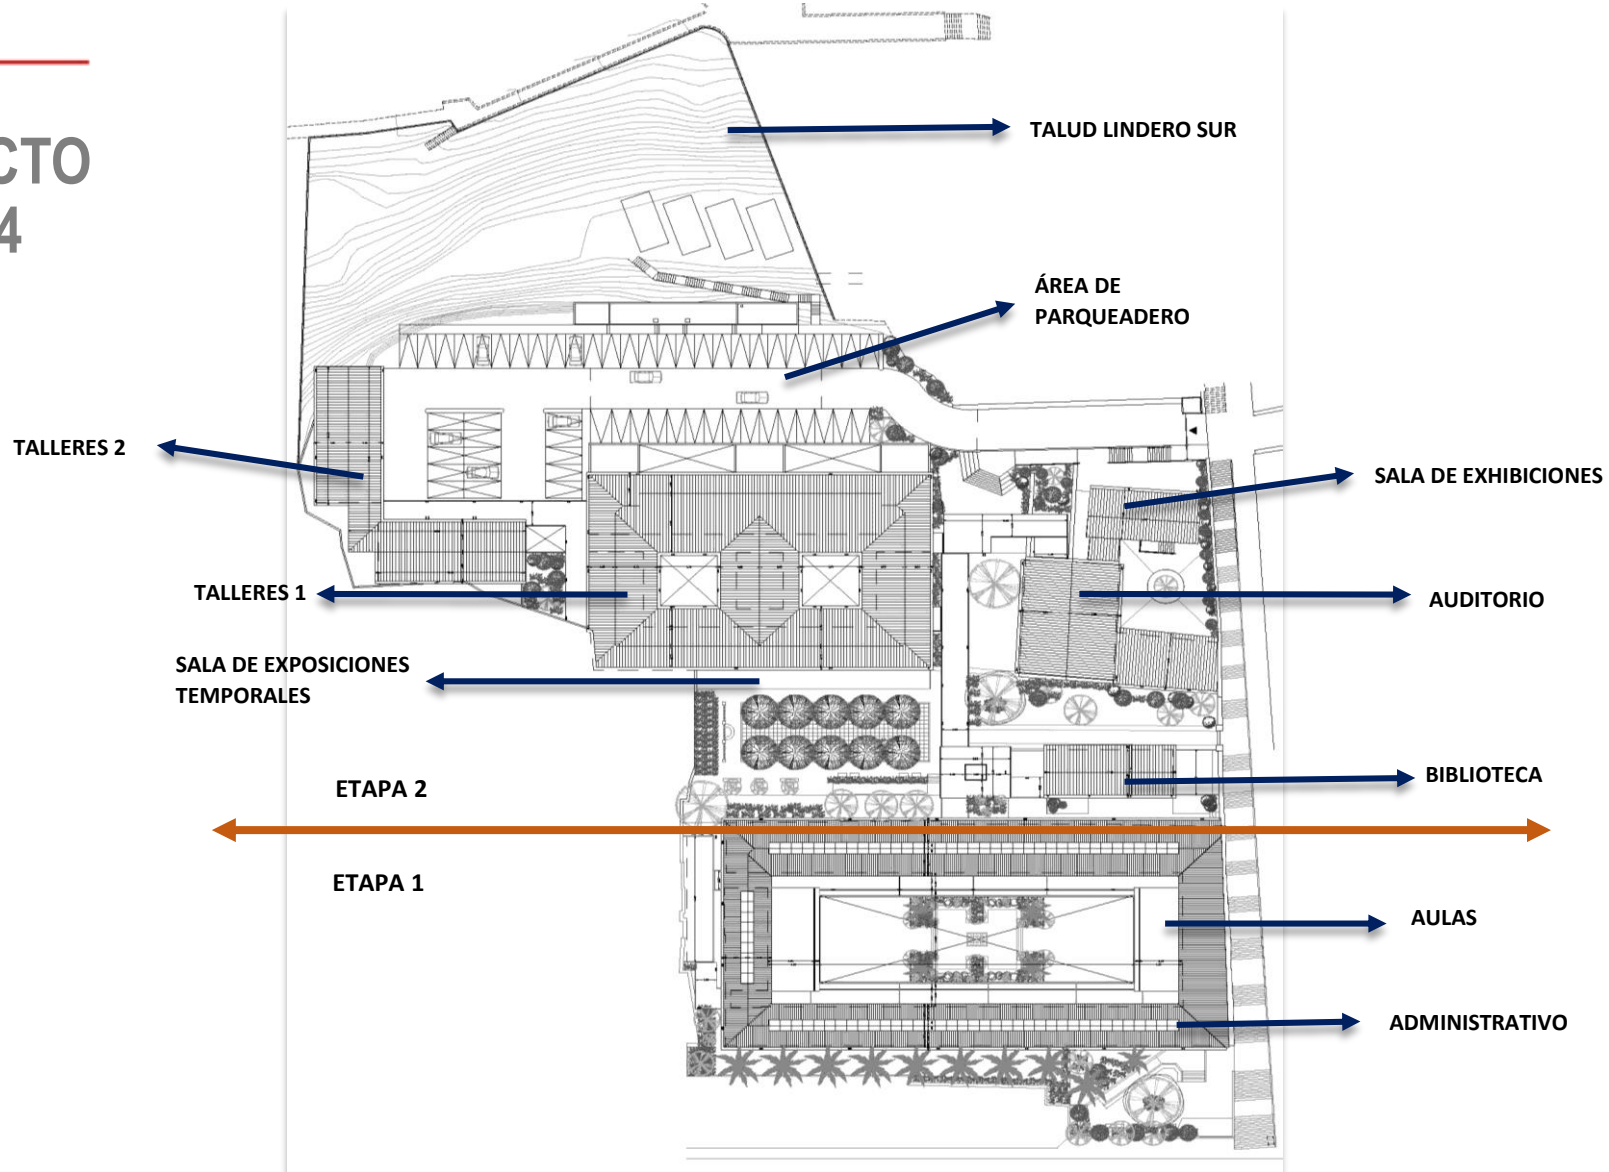 CTO
4
TALUD LINDERO SUR
ÁREA DE
PARQUEADERO
TALLERES 2
SALA DE EXHIBICIONES
TALLERES 1
AUDITORIO
SALA DE EXPOSICIONES
TEMPORALES
BIBLIOTECA
ETAPA 2
ETAPA 1
AULAS
ADMINISTRATIVO